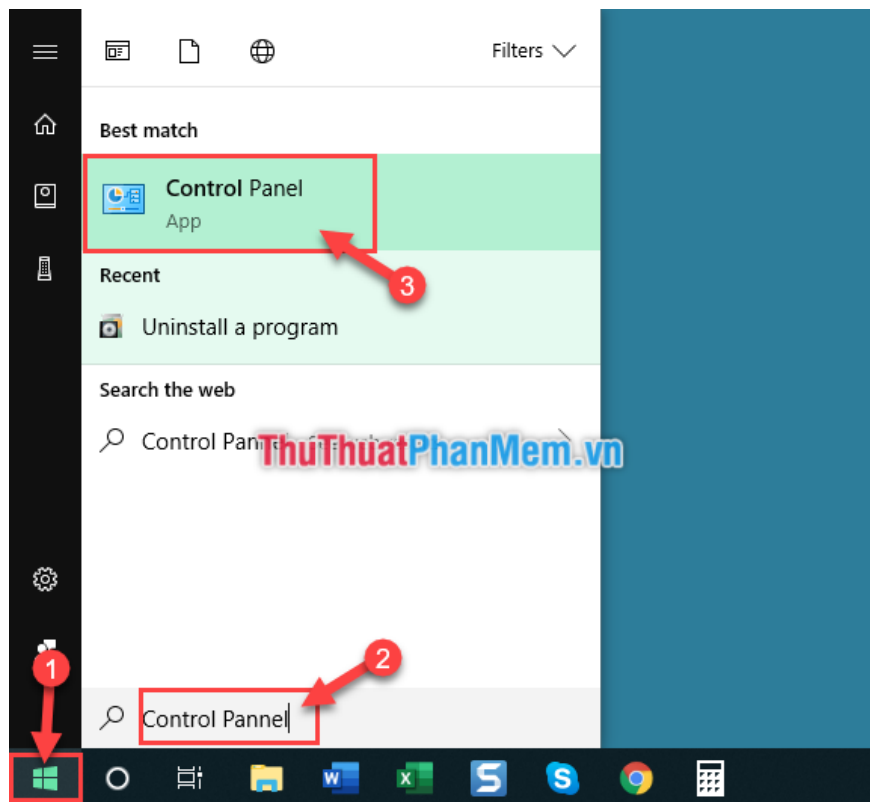 Filters
Best match
Control Panel
App
3
Recent
Uninstall a program
Search the web
Control
ThuThuatPhanMem.vn
2
1
Control Pannel